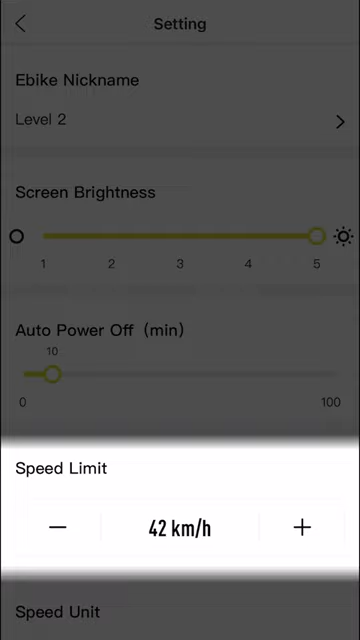 Setting
Ebike Nickname
Level 2
Screen Brightness
1 2 3 4 5
Auto Power Off (min)
10
0 100
Speed Limit
42 km/h
Speed Unit